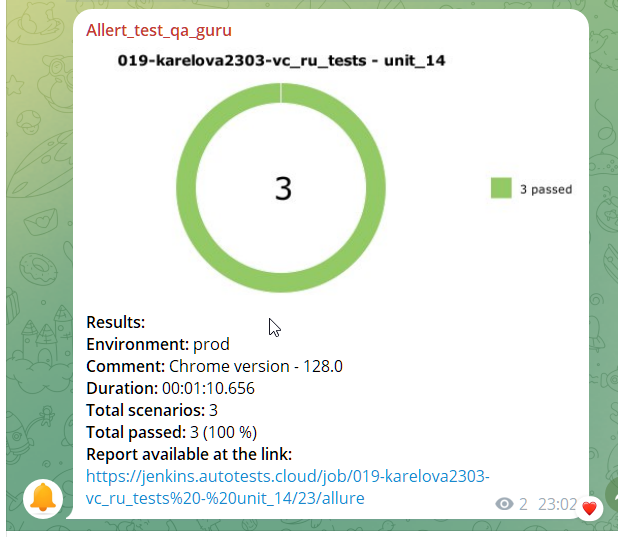 Allert_test_qa_guru
019-karelova2303-vc_ru_tests - unit_14
3
3 passed
Results:
Environment: prod
Comment: Chrome version - 128.0
Duration: 00:01:10.656
Total scenarios: 3
Total passed: 3 (100 %)
Report available at the link:
https://jenkins.autotests.cloud/job/019-karelova2303-
vc_ru_tests%20-%20unit_14/23/allure
2 23:02